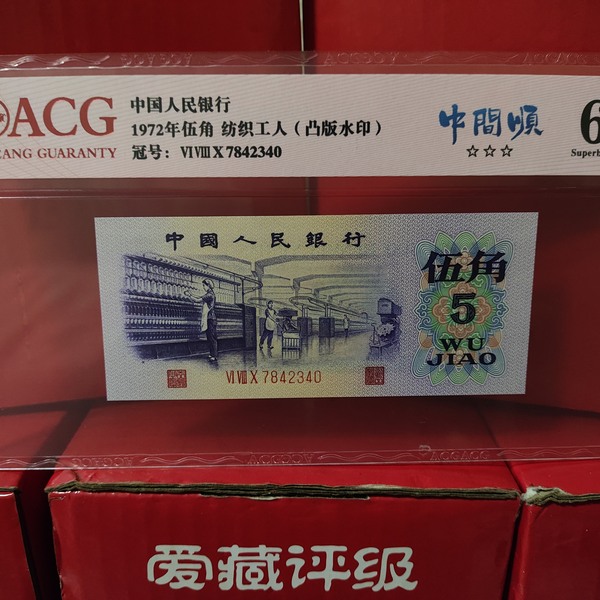 ACG
ANG GUARANTY
中国人民银行
1972年伍角 纺织工人（凸版水印）
冠号：VI VIII X 7842340
中間順
☆☆☆
6
Superb
中國人民銀行
伍角
5
WU
JIAO
VI VIII X 7842340
爱藏评级